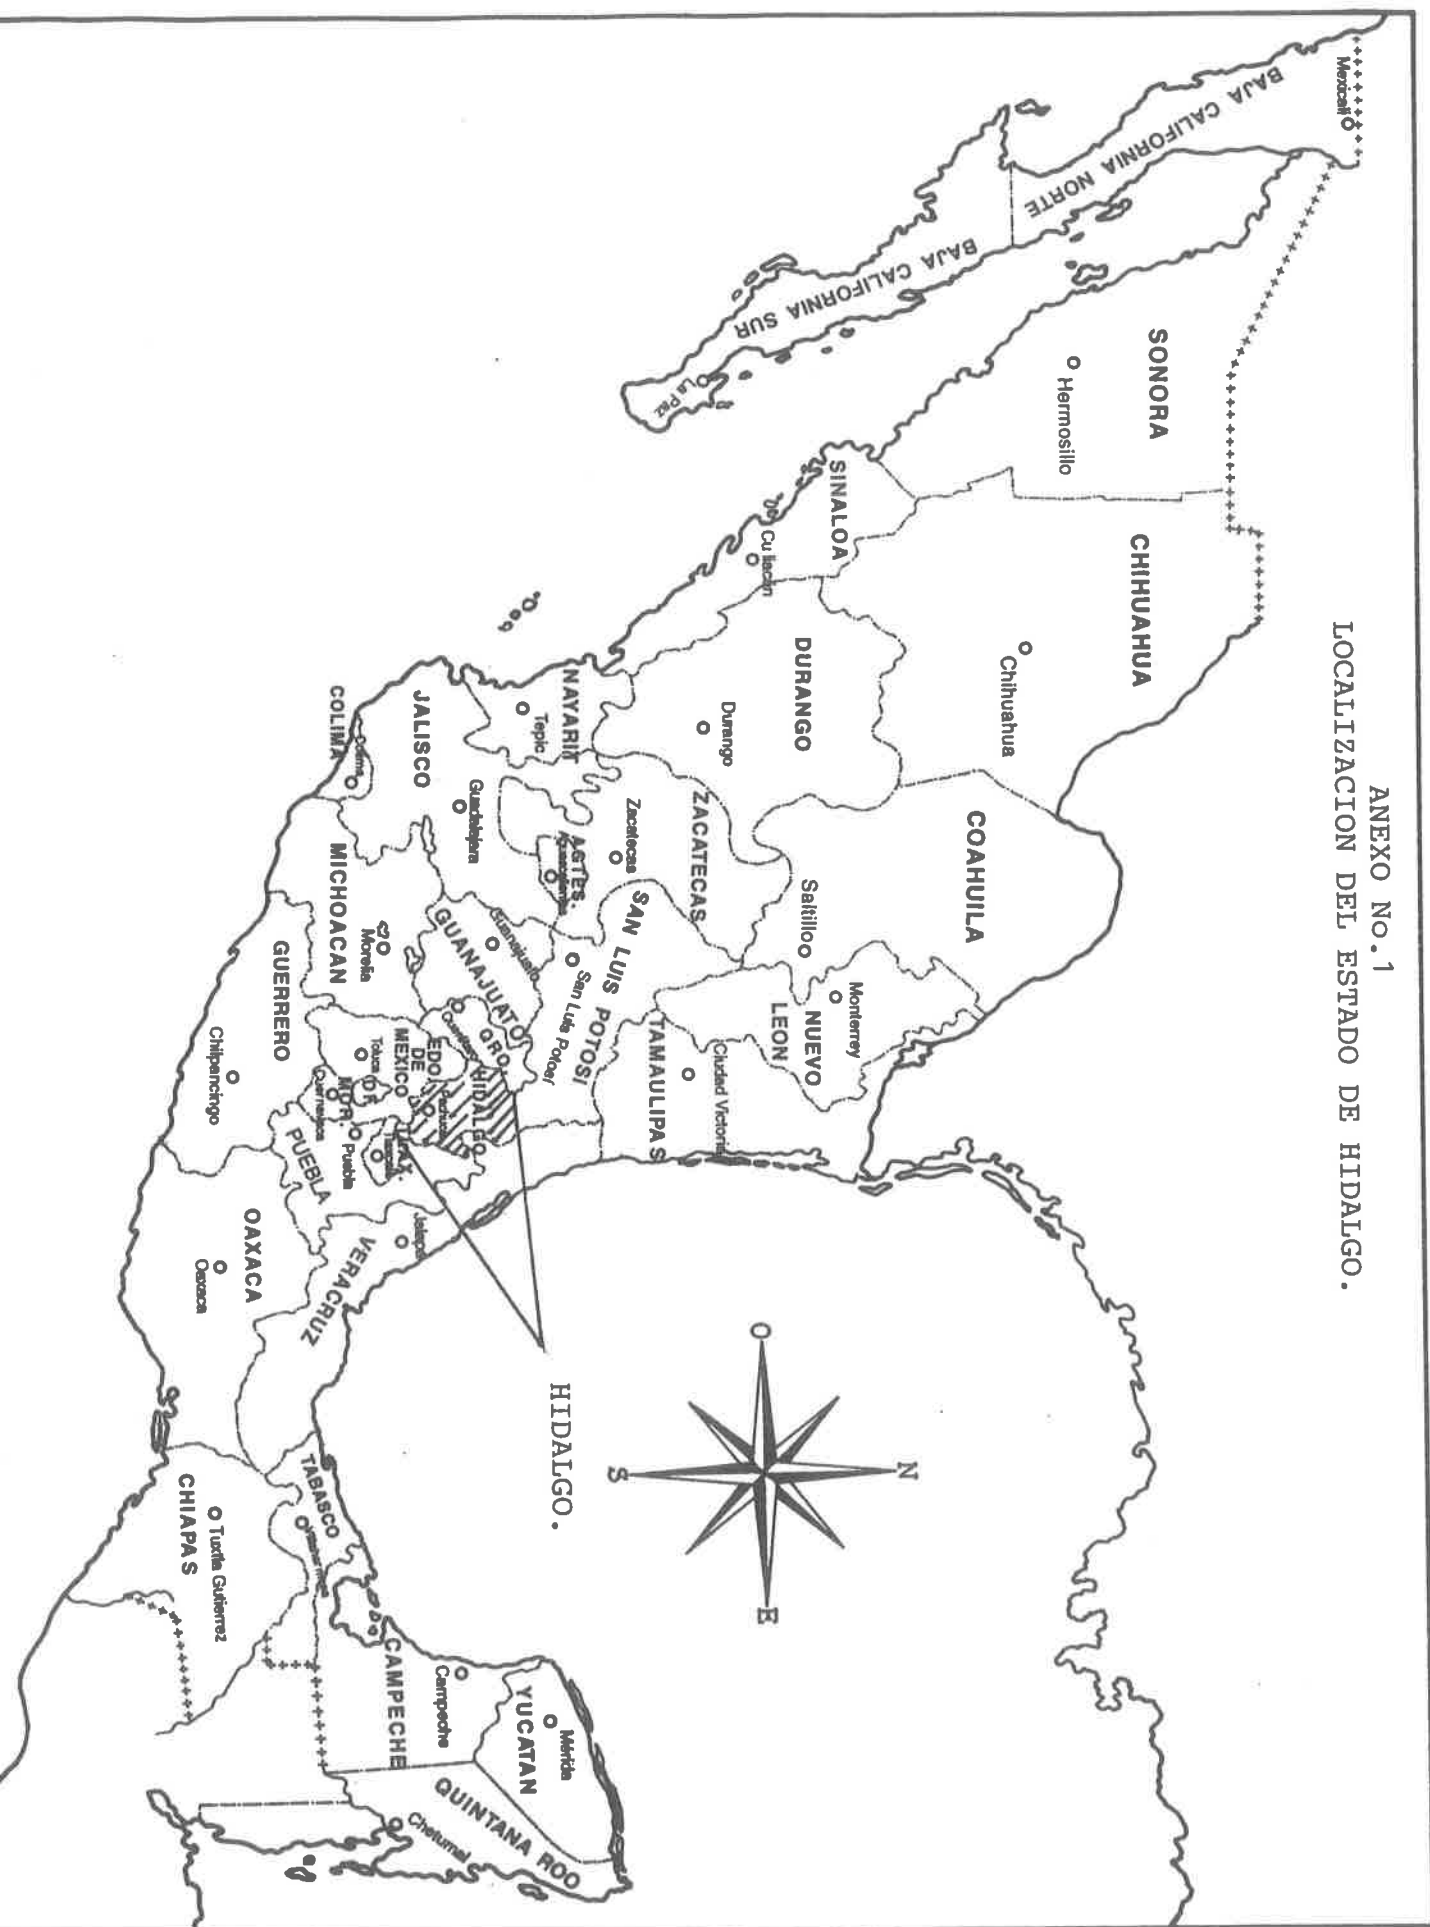 ANEXO No.1
LOCALIZACION DEL ESTADO DE HIDALGO.
Mexicali
BAJA CALIFORNIA NORTE
BAJA CALIFORNIA SUR
La Paz
SONORA
Hermosillo
CHIHUAHUA
Chihuahua
COAHUILA
Saltillo
SINALOA
Culiacán
DURANGO
Durango
NUEVO
LEON
Monterrey
ZACATECAS
Zacatecas
TAMAULIPAS
Ciudad Victoria
SAN LUIS POTOSI
San Luis Potosí
NAYARIT
Tepic
AGTES.
Aguascalientes
JALISCO
Guadalajara
COLIMA
Colima
GUANAJUATO
Guanajuato
QRO.
Querétaro
HIDALGO
Pachuca
MICHOACAN
Morelia
EDO.
DE
MEXICO
Toluca
D.F.
MOR.
Cuernavaca
TLAX.
Tlaxcala
PUEBLA
Puebla
VERACRUZ
Jalapa
GUERRERO
Chilpancingo
OAXACA
Oaxaca
TABASCO
Villahermosa
CHIAPAS
Tuxtla Gutierrez
CAMPECHE
Campeche
YUCATAN
Mérida
QUINTANA ROO
Chetumal
HIDALGO.
N
O
E
S